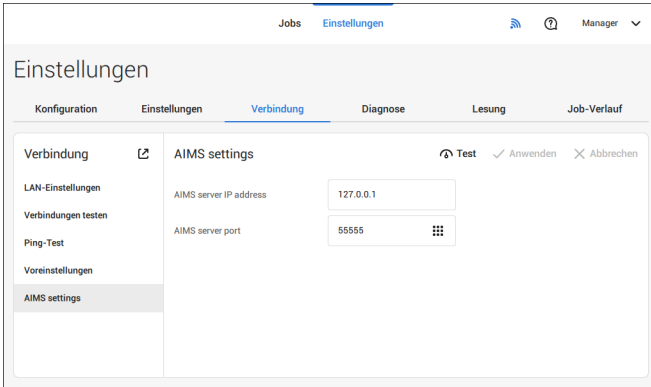 Jobs Einstellungen Manager
Einstellungen
Konfiguration Einstellungen Verbindung Diagnose Lesung Job-Verlauf
Verbindung
AIMS settings Test Anwenden Abbrechen
LAN-Einstellungen
Verbindungen testen
Ping-Test
Voreinstellungen
AIMS settings
AIMS server IP address 127.0.0.1
AIMS server port 55555